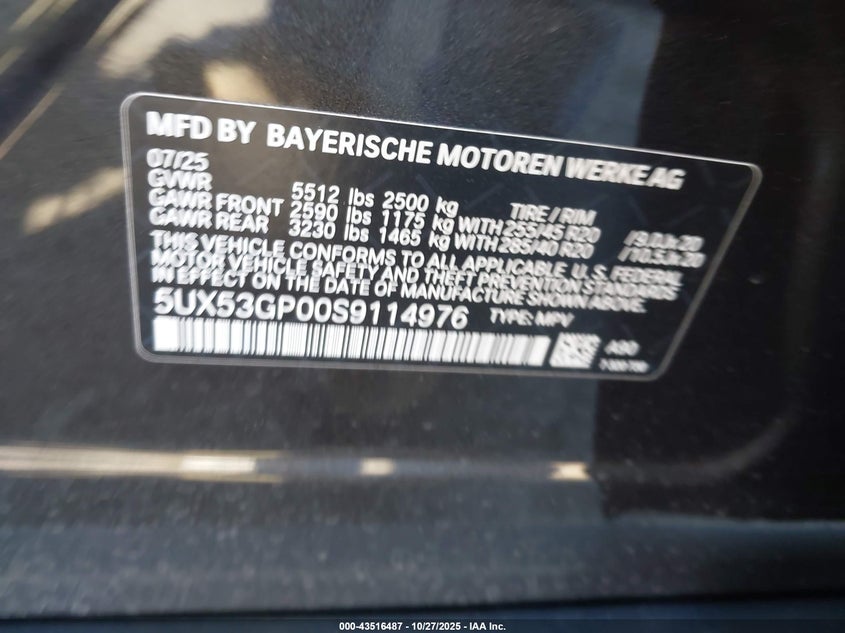 MFD BY BAYERISCHE MOTOREN WERKE AG
07/25
GVWR 5512 lbs 2500 kg TIRE / RIM
GAWR FRONT 2590 lbs 1175 kg WITH 255/45 R20 /9.0Jx20
GAWR REAR 3230 lbs 1465 kg WITH 285/40 R20 /10.5Jx20
THIS VEHICLE CONFORMS TO ALL APPLICABLE U. S. FEDERAL
MOTOR VEHICLE SAFETY, BUMPER, AND THEFT PREVENTION STANDARDS
IN EFFECT ON THE DATE OF MANUFACTURE SHOWN ABOVE.
5UX53GP00S9114976 TYPE: MPV
A90
000-43516487 - 10/27/2025 - IAA Inc.